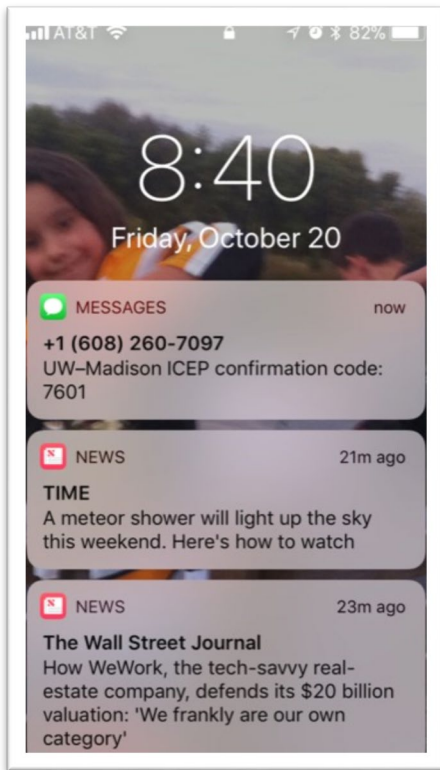 AT&T 82%
8:40
Friday, October 20
MESSAGES now
+1 (608) 260-7097
UW–Madison ICEP confirmation code:
7601
NEWS 21m ago
TIME
A meteor shower will light up the sky
this weekend. Here's how to watch
NEWS 23m ago
The Wall Street Journal
How WeWork, the tech-savvy real-
estate company, defends its $20 billion
valuation: 'We frankly are our own
category'